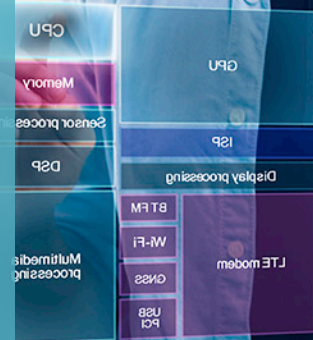 CPU
GPU
Memory
Sensor processing
ISP
DSP
Display processing
BT FM
Wi-Fi
GNSS
USB
PCI
LTE modem
Multimedia
processing